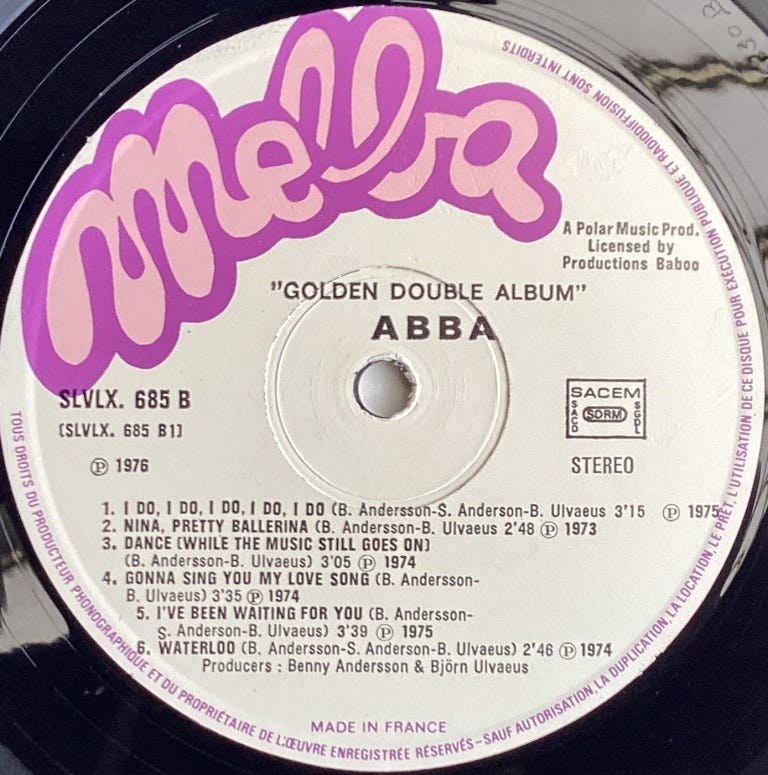 Melba
A Polar Music Prod.
Licensed by
Productions Baboo
"GOLDEN DOUBLE ALBUM"
ABBA
SLVLX. 685 B
(SLVLX. 685 B1)
℗ 1976
SACEM
SACD
SDRM
SGDL
STEREO
1. I DO, I DO, I DO, I DO, I DO (B. Andersson-S. Anderson-B. Ulvaeus 3'15 ℗ 1975
2. NINA, PRETTY BALLERINA (B. Andersson-B. Ulvaeus 2'48 ℗ 1973
3. DANCE (WHILE THE MUSIC STILL GOES ON)
(B. Andersson-B. Ulvaeus) 3'05 ℗ 1974
4. GONNA SING YOU MY LOVE SONG (B. Andersson-
B. Ulvaeus) 3'35 ℗ 1974
5. I'VE BEEN WAITING FOR YOU (B. Andersson-
S. Anderson-B. Ulvaeus) 3'39 ℗ 1975
6. WATERLOO (B. Andersson-S. Anderson-B. Ulvaeus) 2'46 ℗ 1974
Producers : Benny Andersson & Björn Ulvaeus
MADE IN FRANCE
TOUS DROITS DU PRODUCTEUR PHONOGRAPHIQUE ET DU PROPRIÉTAIRE DE L'ŒUVRE ENREGISTRÉE RÉSERVÉS - SAUF AUTORISATION, LA DUPLICATION, LA LOCATION, LE PRÊT, L'UTILISATION DE CE DISQUE POUR EXÉCUTION PUBLIQUE ET RADIODIFFUSION SONT INTERDITS